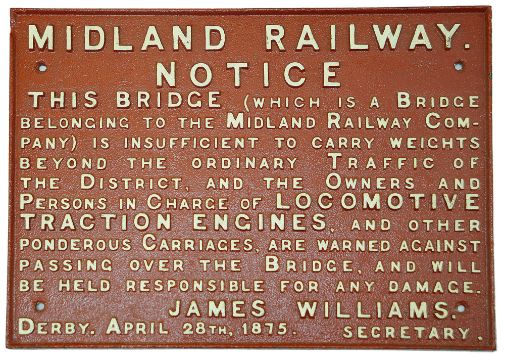 MIDLAND RAILWAY.
NOTICE
THIS BRIDGE (WHICH IS A BRIDGE
BELONGING TO THE MIDLAND RAILWAY COM-
PANY) IS INSUFFICIENT TO CARRY WEIGHTS
BEYOND THE ORDINARY TRAFFIC OF
THE DISTRICT, AND THE OWNERS AND
PERSONS IN CHARGE OF LOCOMOTIVE
TRACTION ENGINES, AND OTHER
PONDEROUS CARRIAGES, ARE WARNED AGAINST
PASSING OVER THE BRIDGE, AND WILL
BE HELD RESPONSIBLE FOR ANY DAMAGE.
JAMES WILLIAMS.
DERBY. APRIL 28TH, 1875. SECRETARY.